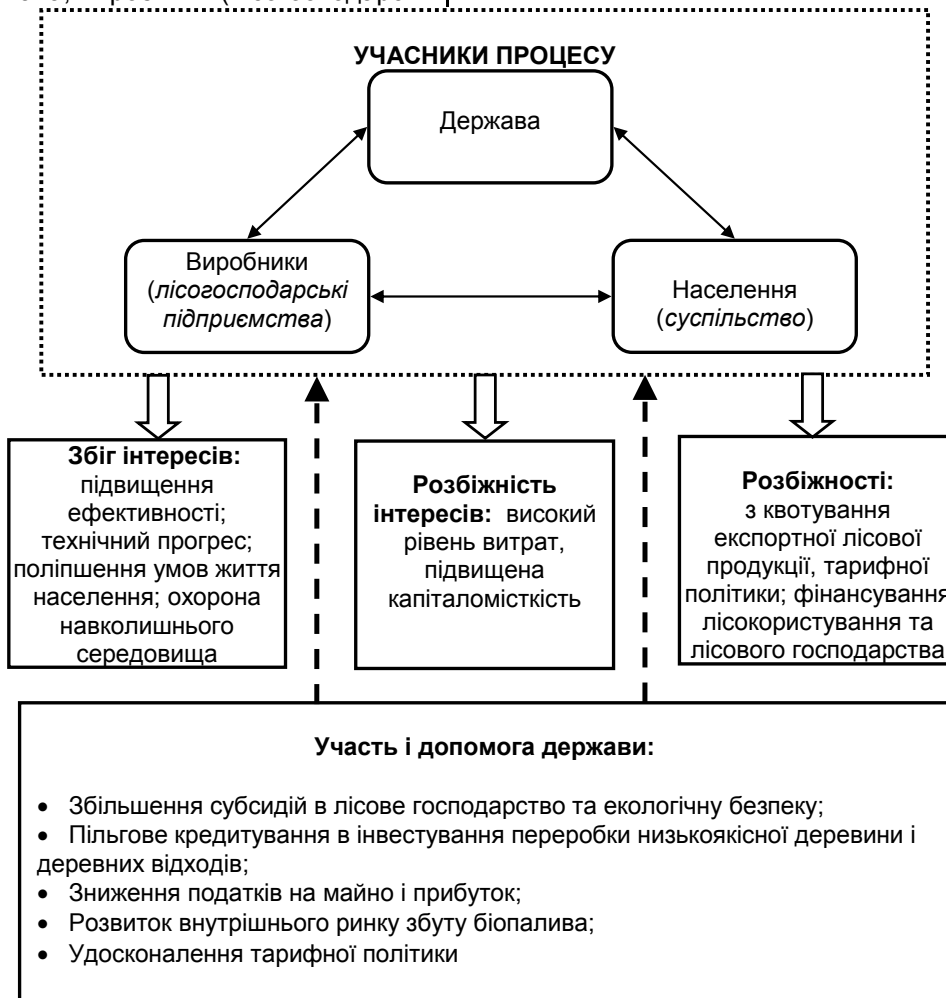 УЧАСНИКИ ПРОЦЕСУ
Держава
Виробники
(лісогосподарські
підприємства)
Населення
(суспільство)
Збіг інтересів:
підвищення
ефективності;
технічний прогрес;
поліпшення умов життя
населення; охорона
навколишнього
середовища
Розбіжність
інтересів: високий
рівень витрат,
підвищена
капіталомісткість
Розбіжності:
з квотування
експортної лісової
продукції, тарифної
політики; фінансування
лісокористування та
лісового господарства
Участь і допомога держави:
• Збільшення субсидій в лісове господарство та екологічну безпеку;
• Пільгове кредитування в інвестування переробки низькоякісної деревини і
деревних відходів;
• Зниження податків на майно і прибуток;
• Розвиток внутрішнього ринку збуту біопалива;
• Удосконалення тарифної політики